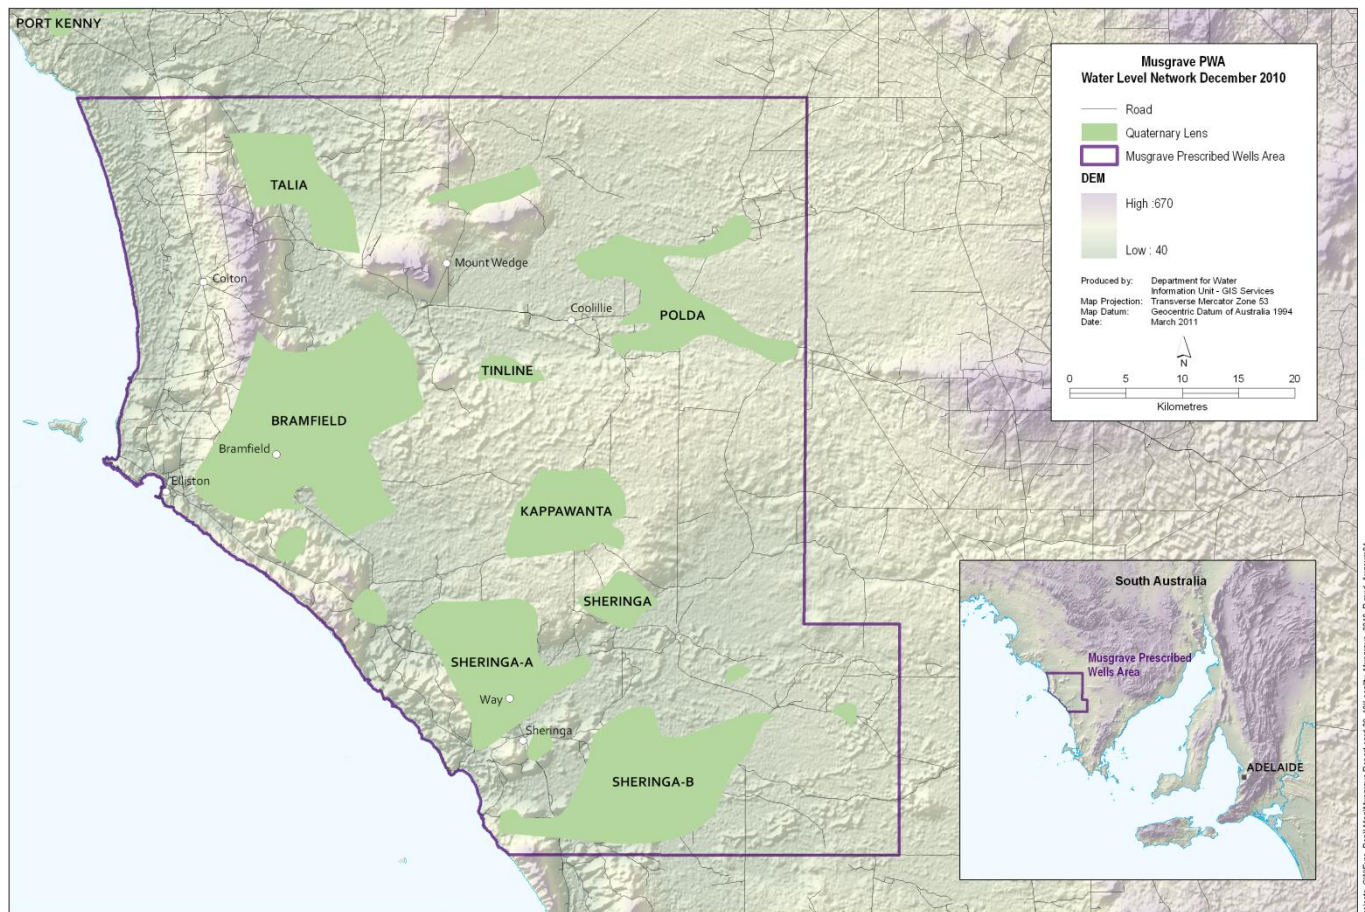 PORT KENNY
Musgrave PWA
Water Level Network December 2010
Road
Quaternary Lens
Musgrave Prescribed Wells Area
DEM
High :670
Low : 40
Produced by: Department for Water
Information Unit - GIS Services
Map Projection: Transverse Mercator Zone 53
Map Datum: Geocentric Datum of Australia 1994
Date: March 2011
N
0 5 10 15 20
Kilometres
TALIA
Mount Wedge
Colton
Coolillie
POLDA
TINLINE
BRAMFIELD
Bramfield
Elliston
KAPPAWANTA
SHERINGA
SHERINGA-A
Way
Sheringa
SHERINGA-B
South Australia
Musgrave Prescribed
Wells Area
ADELAIDE